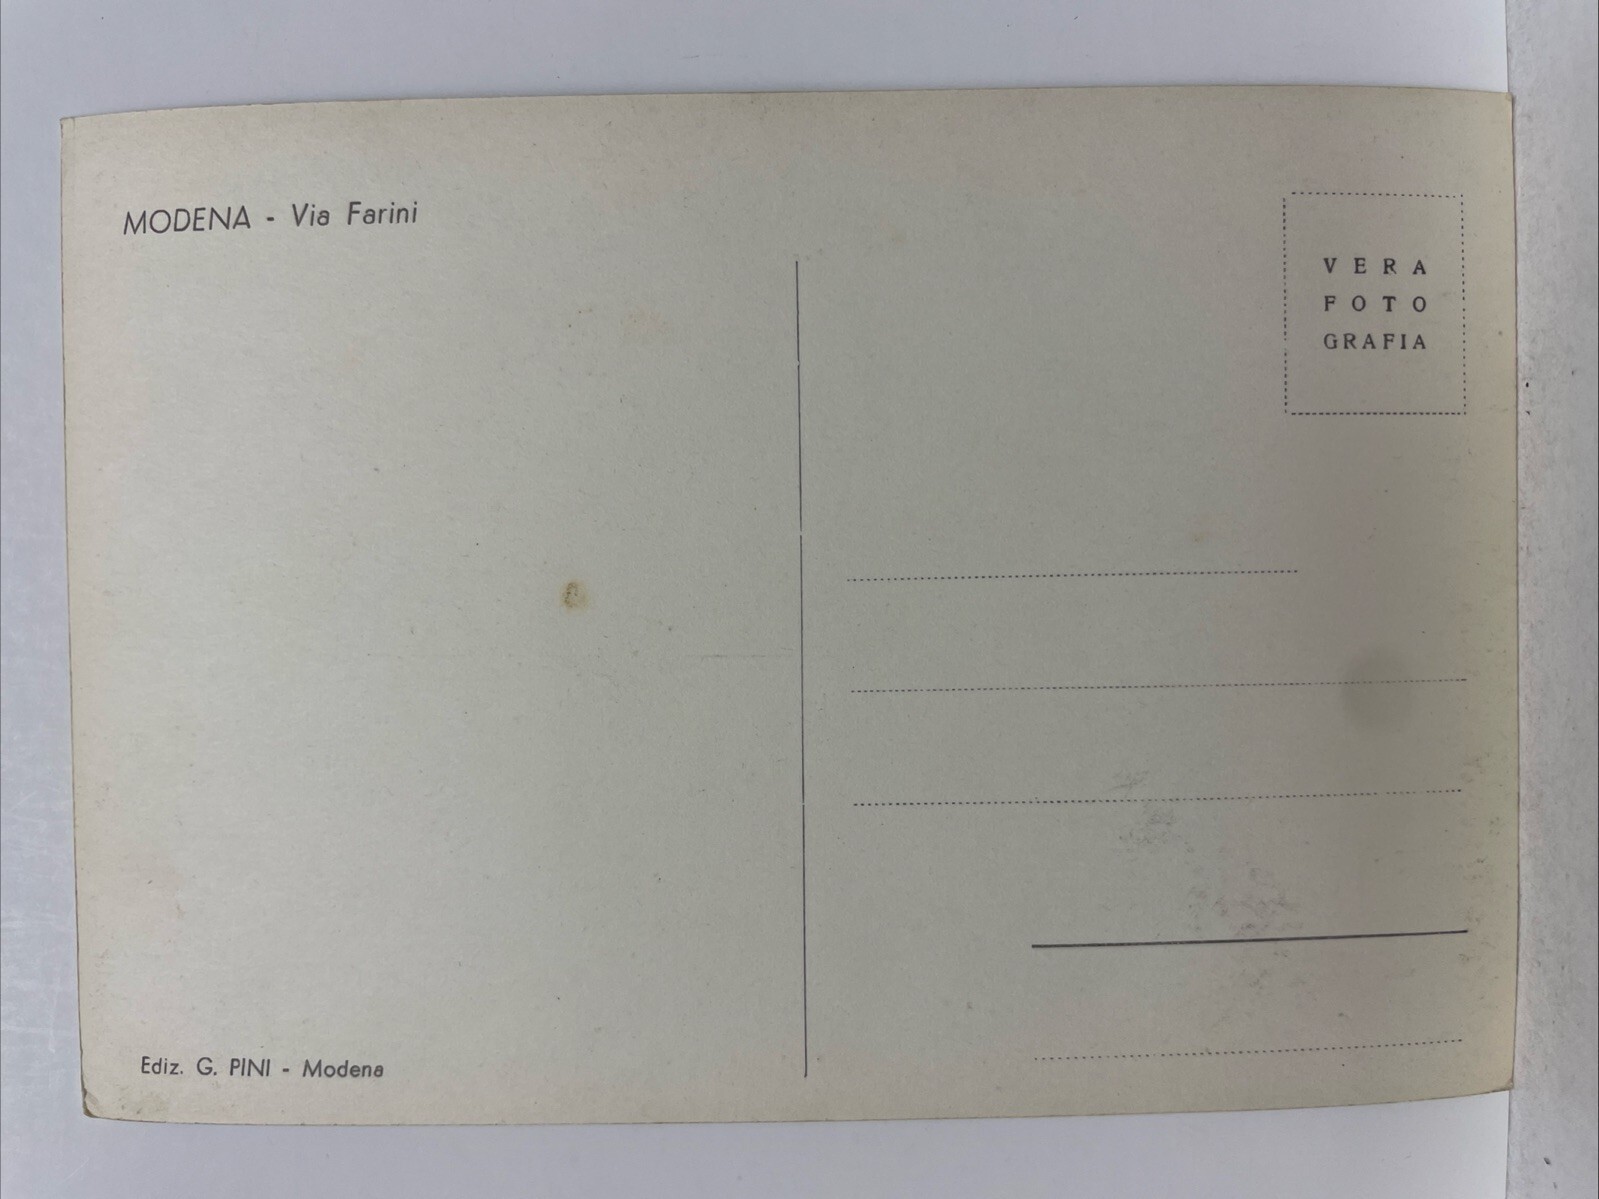 MODENA - Via Farini
VERA
FOTO
GRAFIA
Ediz. G. PINI - Modena